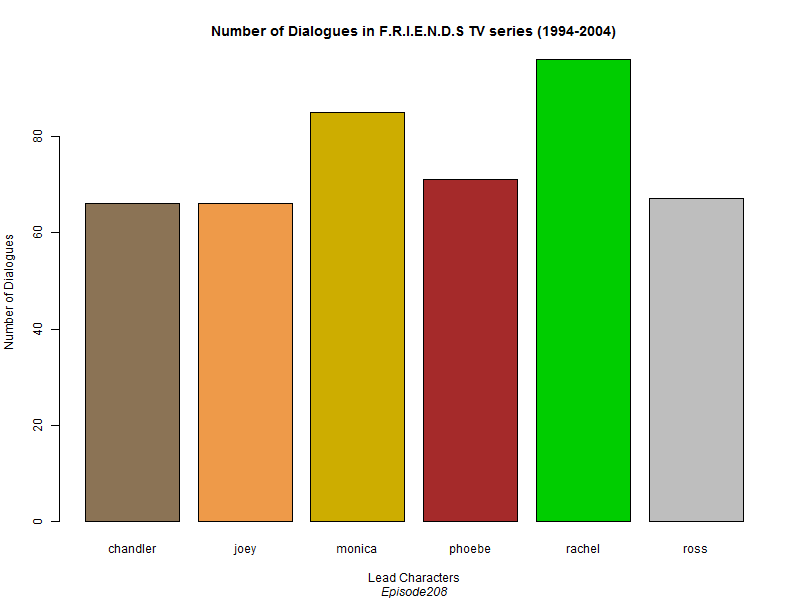 Number of Dialogues in F.R.I.E.N.D.S TV series (1994-2004)
Number of Dialogues
80
60
40
20
0
chandler joey monica phoebe rachel ross
Lead Characters
Episode208